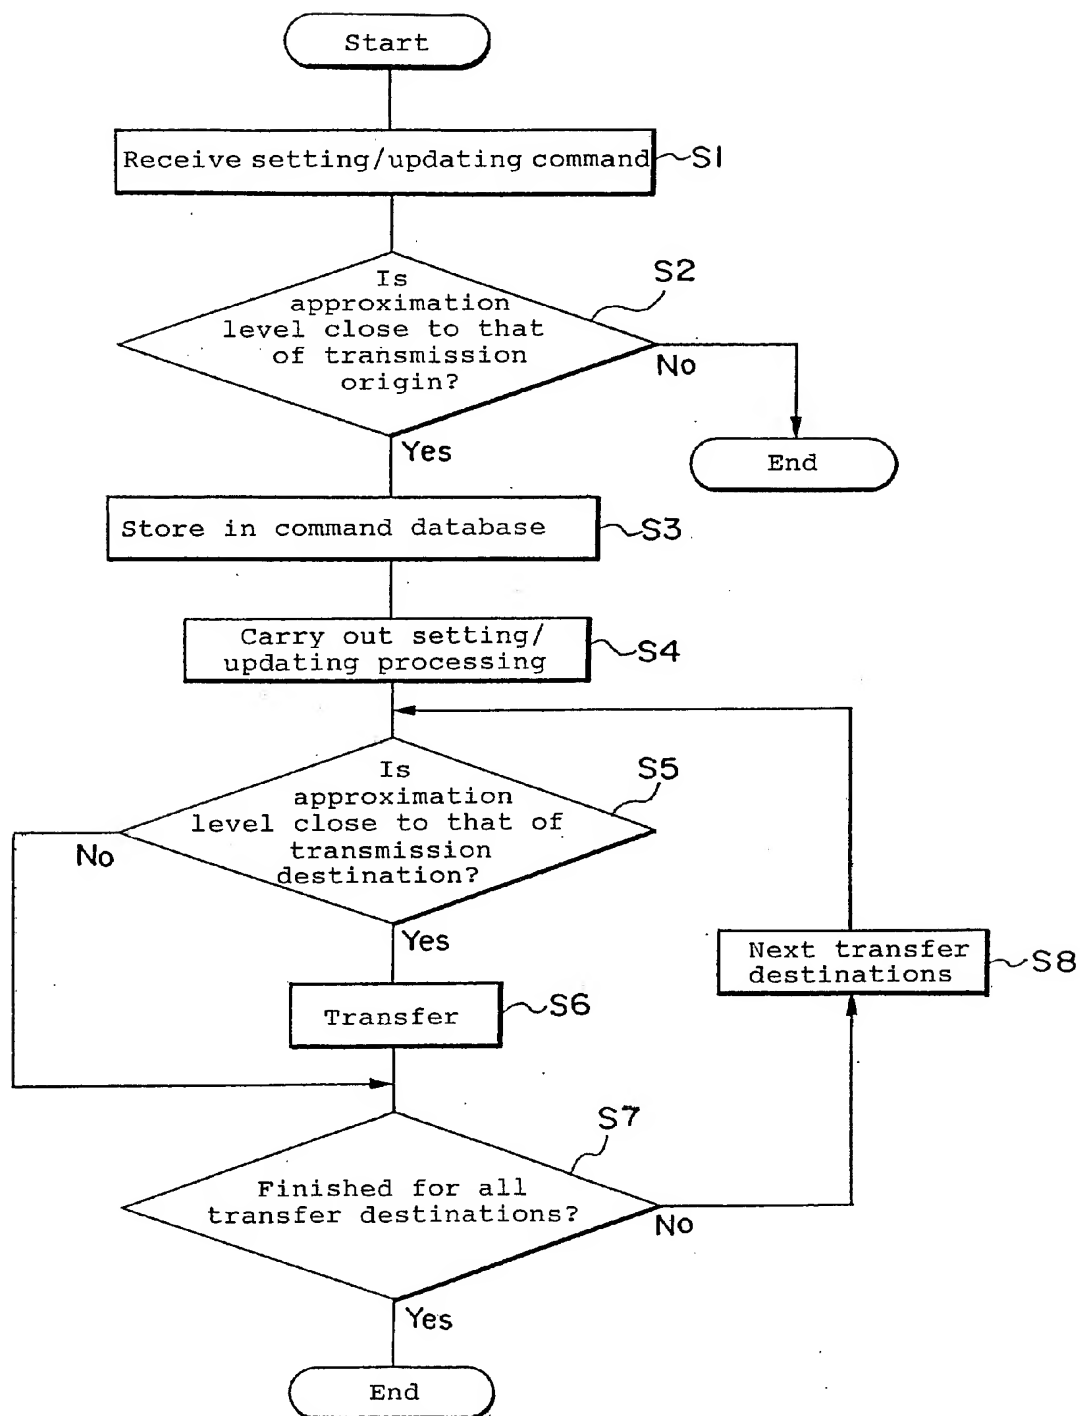 Start
Receive setting/updating command
S1
Is
approximation
level close to that
of transmission
origin?
S2
No
Yes
End
Store in command database
S3
Carry out setting/
updating processing
S4
Is
approximation
level close to that of
transmission
destination?
S5
No
Yes
Next transfer
destinations
S8
Transfer
S6
Finished for all
transfer destinations?
S7
No
Yes
End